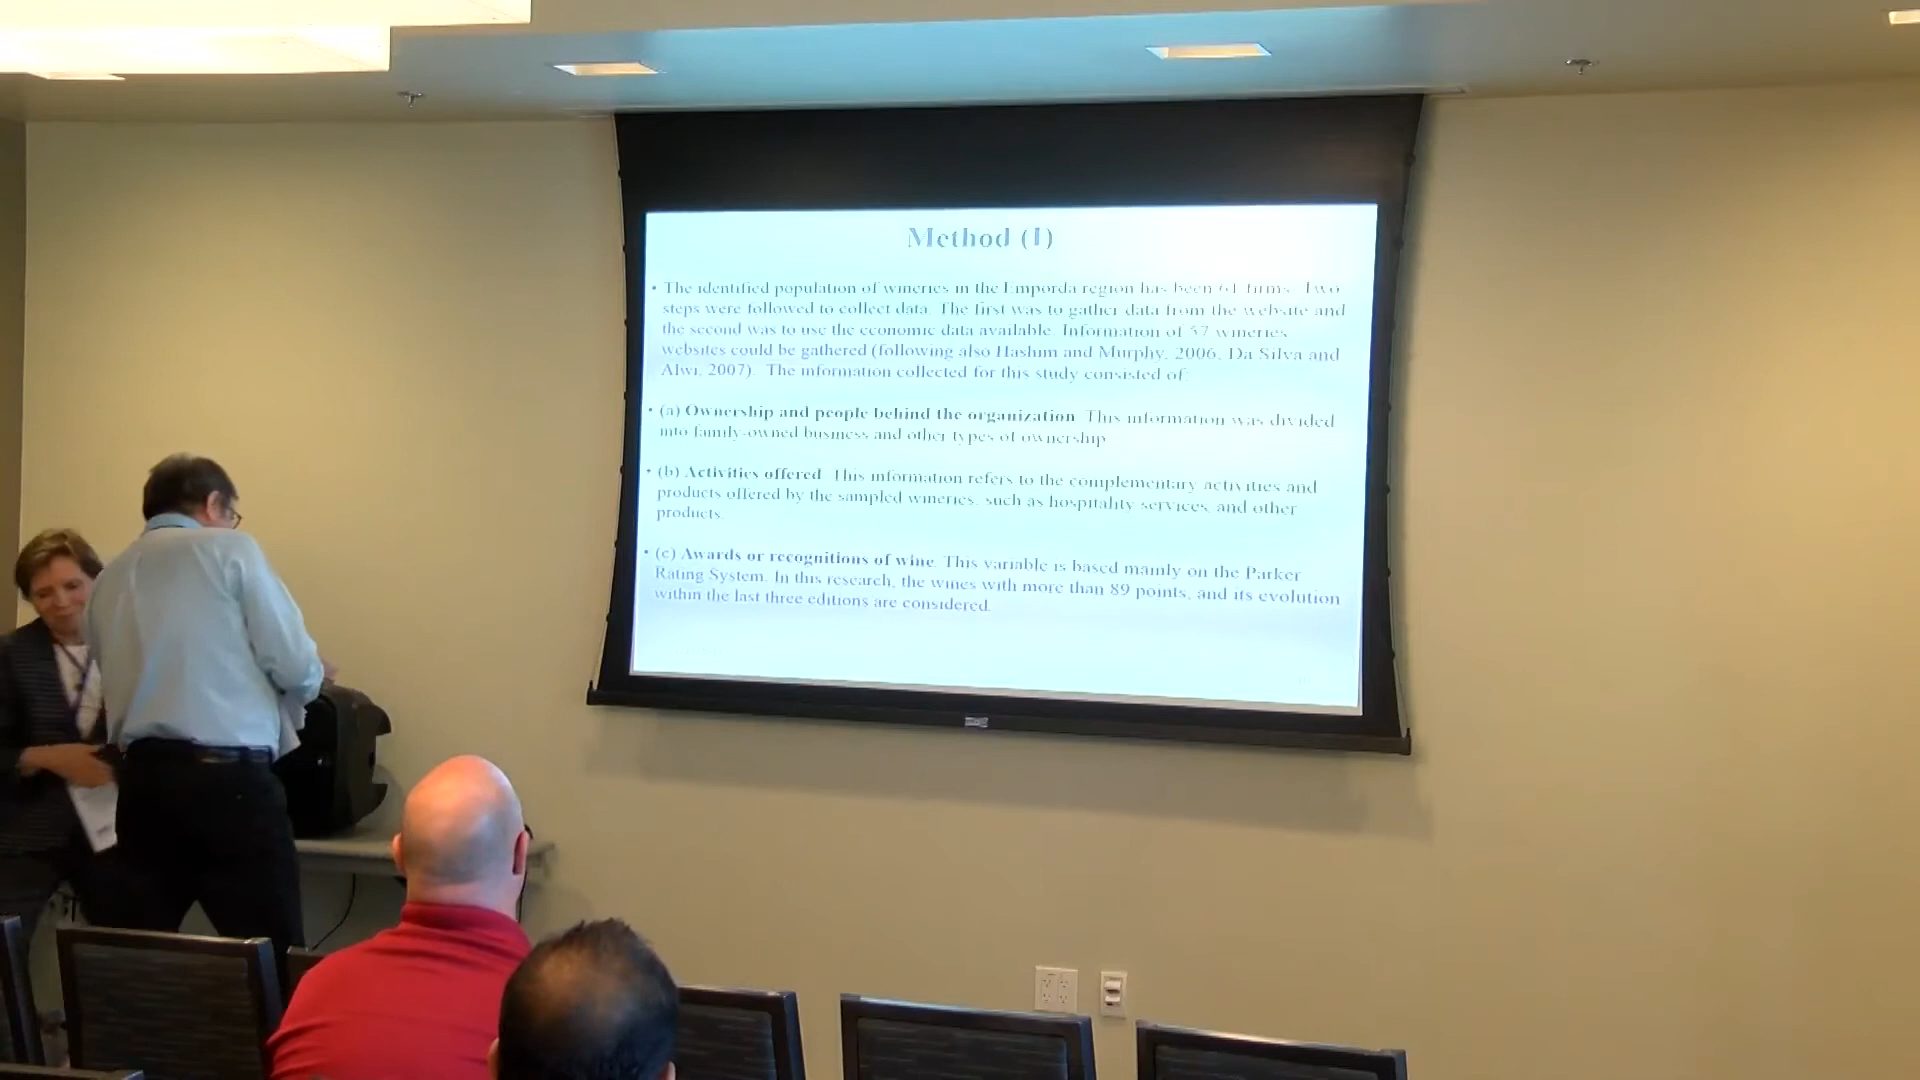 Method (I)
• The identified population of wineries in the Emporda region has been 61 firms. Two
steps were followed to collect data. The first was to gather data from the website and
the second was to use the economic data available. Information of 57 wineries
websites could be gathered (following also Hashim and Murphy, 2006, Da Silva and
Alwi, 2007). The information collected for this study consisted of:
• (a) Ownership and people behind the organization. This information was divided
into family-owned business and other types of ownership
• (b) Activities offered. This information refers to the complementary activities and
products offered by the sampled wineries, such as hospitality services, and other
products.
• (c) Awards or recognitions of wine. This variable is based mainly on the Parker
Rating System. In this research, the wines with more than 89 points, and its evolution
within the last three editions are considered.